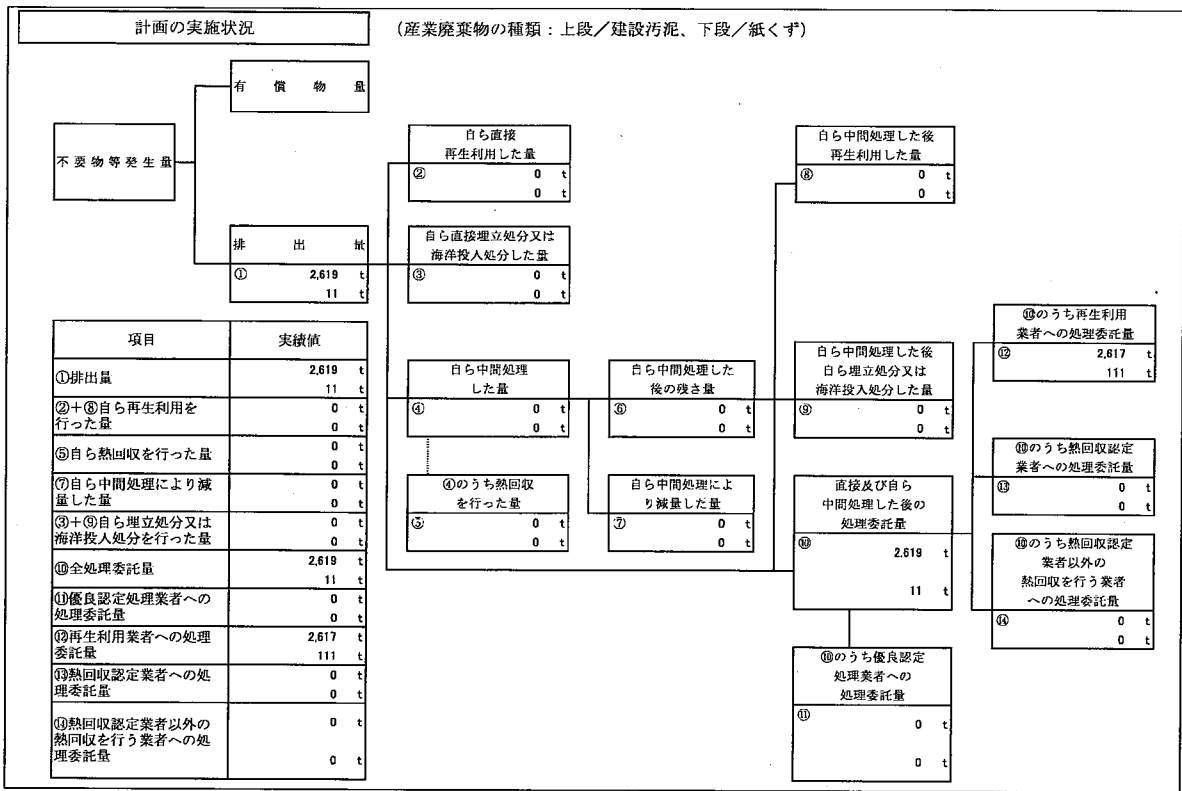 計画の実施状況
(産業廃棄物の種類：上段／建設汚泥、下段／紙くず)
有償物量
不要物等発生量
排出量
① 2,619 t
11 t
自ら直接
再生利用した量
② 0 t
0 t
自ら直接埋立処分又は
海洋投入処分した量
③ 0 t
0 t
自ら中間処理した後
再生利用した量
⑧ 0 t
0 t
項目 実績値
①排出量 2,619 t
11 t
②+⑧自ら再生利用を
行った量
0 t
0 t
⑤自ら熱回収を行った量 0 t
0 t
⑦自ら中間処理により減
量した量
0 t
0 t
③+⑨自ら埋立処分又は
海洋投入処分を行った量
0 t
0 t
⑩全処理委託量 2,619 t
11 t
⑪優良認定処理業者への
処理委託量
0 t
0 t
⑫再生利用業者への処理
委託量
2,617 t
111 t
⑬熱回収認定業者への処
理委託量
0 t
0 t
⑭熱回収認定業者以外の
熱回収を行う業者への処
理委託量
0 t
0 t
自ら中間処理
した量
④ 0 t
0 t
④のうち熱回収
を行った量
⑤ 0 t
0 t
自ら中間処理した
後の残さ量
⑥ 0 t
0 t
自ら中間処理によ
り減量した量
⑦ 0 t
0 t
自ら中間処理した後
自ら埋立処分又は
海洋投入処分した量
⑨ 0 t
0 t
直接及び自ら
中間処理した後の
処理委託量
⑩ 2,619 t
11 t
⑩のうち優良認定
処理業者への
処理委託量
⑪ 0 t
0 t
⑩のうち再生利用
業者への処理委託量
⑫ 2,617 t
111 t
⑩のうち熱回収認定
業者への処理委託量
⑬ 0 t
0 t
⑩のうち熱回収認定
業者以外の
熱回収を行う業者
への処理委託量
⑭ 0 t
0 t